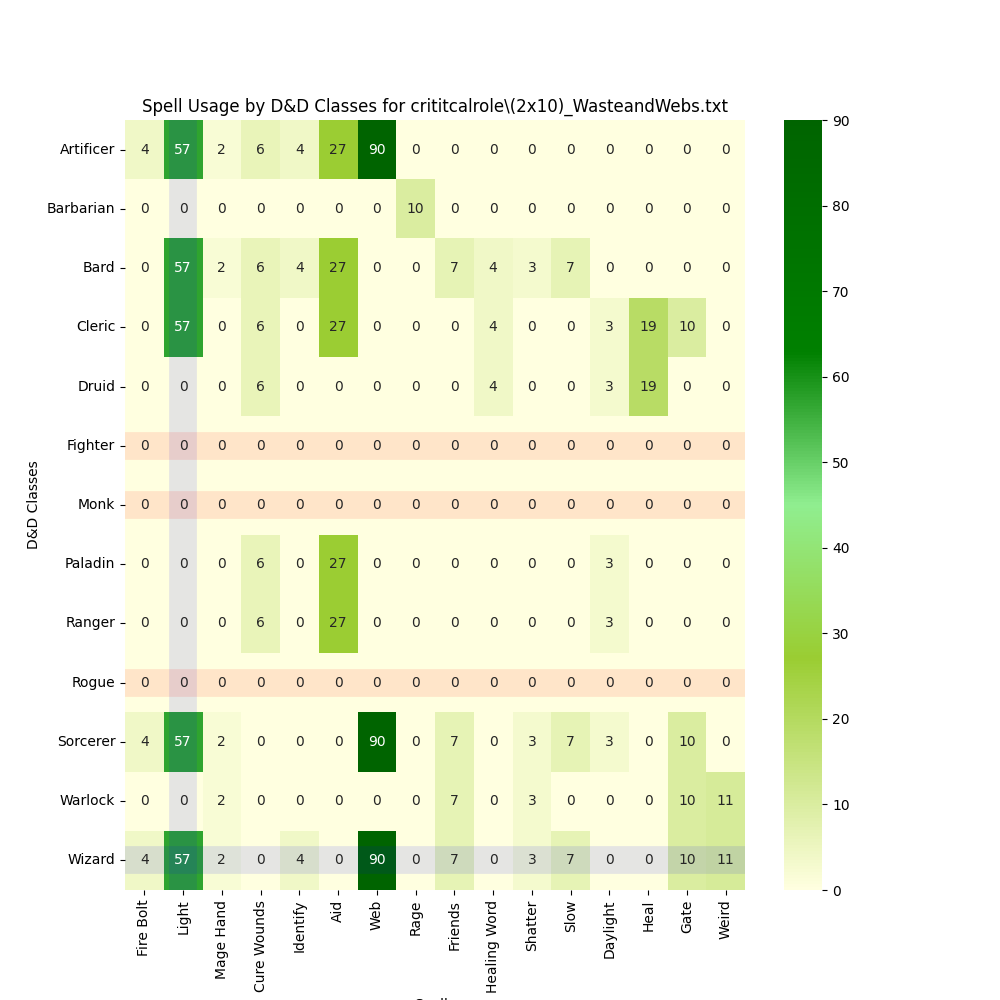 Spell Usage by D&D Classes for crititcalrole\(2x10)_WasteandWebs.txt
Artificer 4 57 2 6 4 27 90 0 0 0 0 0 0 0 0 0
Barbarian 0 0 0 0 0 0 0 10 0 0 0 0 0 0 0 0
Bard 0 57 2 6 4 27 0 0 7 4 3 7 0 0 0 0
Cleric 0 57 0 6 0 27 0 0 0 4 0 0 3 19 10 0
Druid 0 0 0 6 0 0 0 0 0 4 0 0 3 19 0 0
Fighter 0 0 0 0 0 0 0 0 0 0 0 0 0 0 0 0
Monk 0 0 0 0 0 0 0 0 0 0 0 0 0 0 0 0
Paladin 0 0 0 6 0 27 0 0 0 0 0 0 3 0 0 0
Ranger 0 0 0 6 0 27 0 0 0 0 0 0 3 0 0 0
Rogue 0 0 0 0 0 0 0 0 0 0 0 0 0 0 0 0
Sorcerer 4 57 2 0 0 0 90 0 7 0 3 7 3 0 10 0
Warlock 0 0 2 0 0 0 0 0 7 0 3 0 0 0 10 11
Wizard 4 57 2 0 4 0 90 0 7 0 3 7 0 0 10 11
D&D Classes
Fire Bolt
Light
Mage Hand
Cure Wounds
Identify
Aid
Web
Rage
Friends
Healing Word
Shatter
Slow
Daylight
Heal
Gate
Weird
90
80
70
60
50
40
30
20
10
0